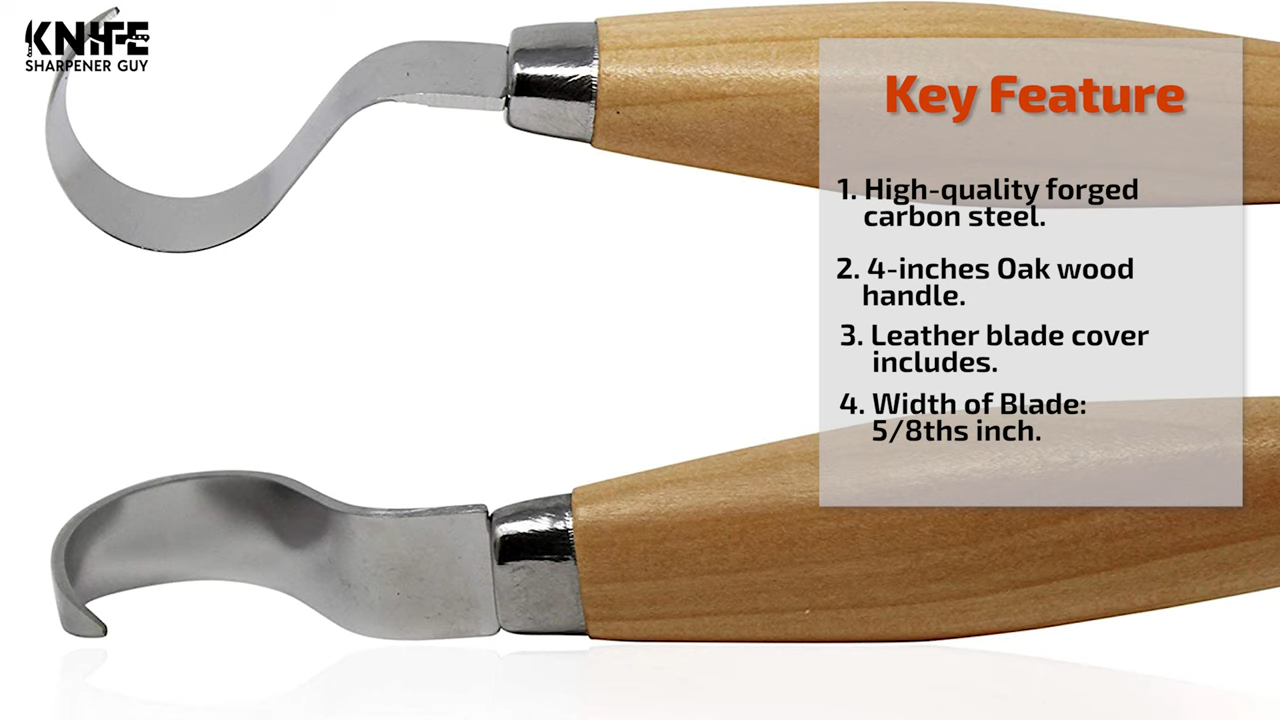 KNIFE
SHARPENER GUY
Key Feature
1. High-quality forged
carbon steel.
2. 4-inches Oak wood
handle.
3. Leather blade cover
includes.
4. Width of Blade:
5/8ths inch.